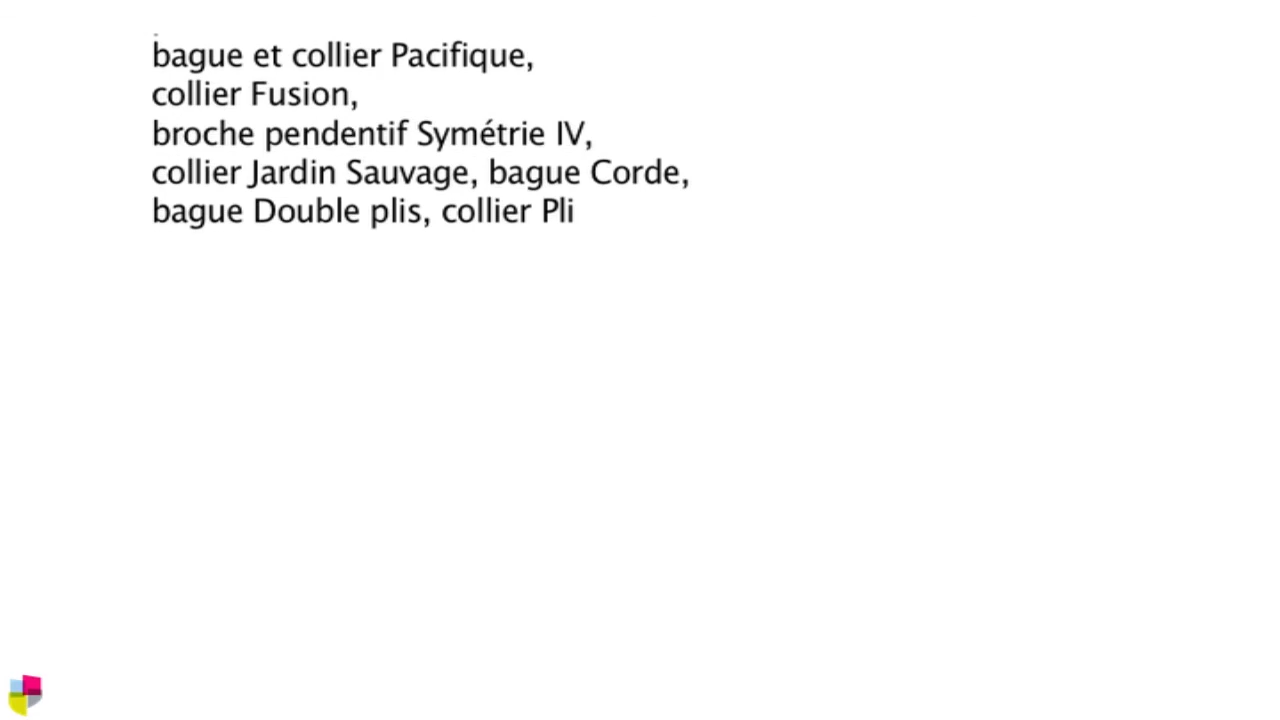 bague et collier Pacifique,
collier Fusion,
broche pendentif Symétrie IV,
collier Jardin Sauvage, bague Corde,
bague Double plis, collier Pli